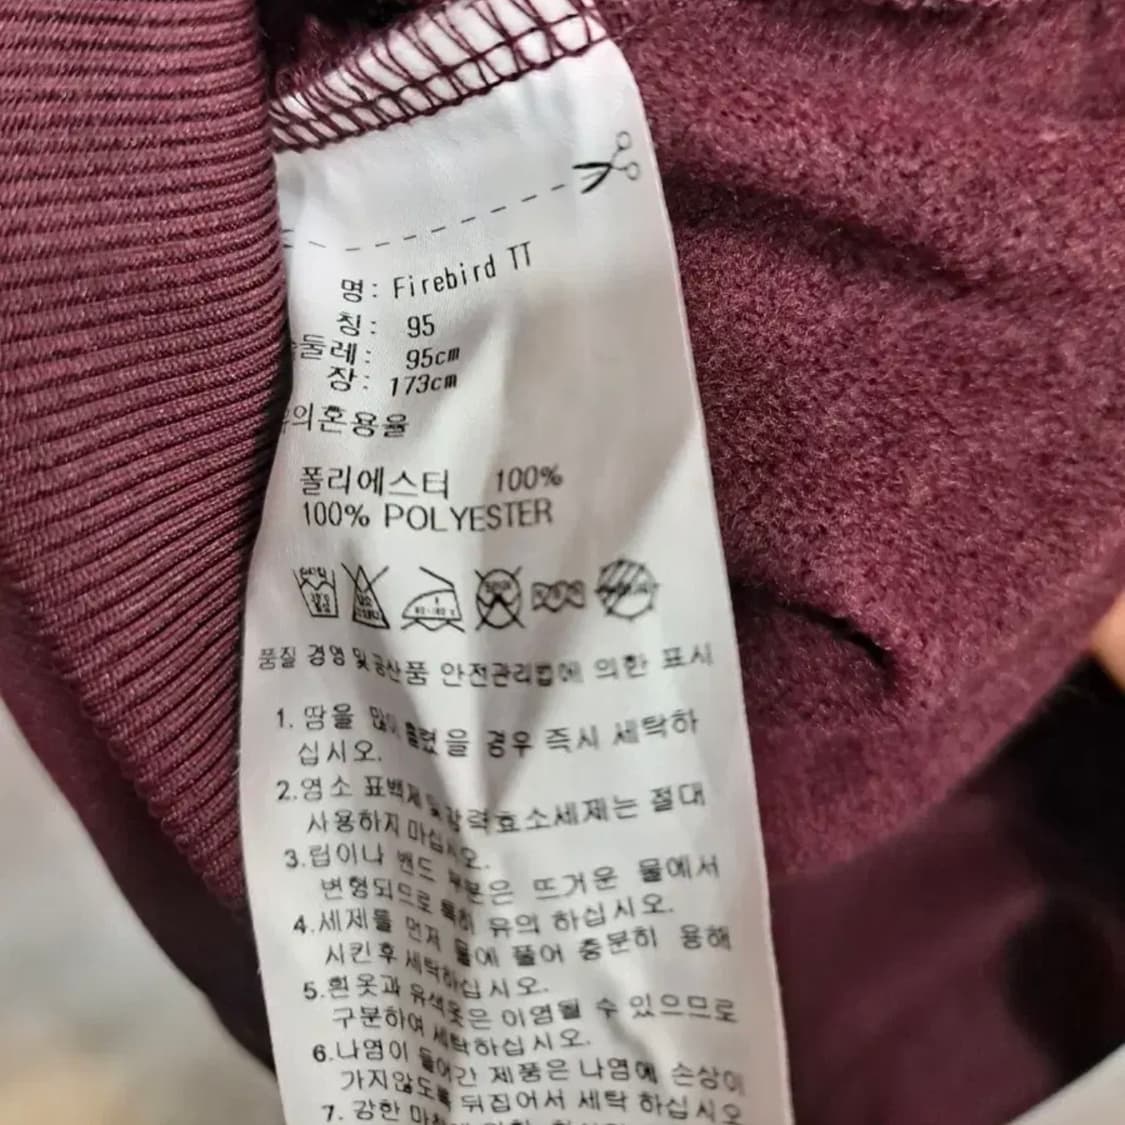 명: Firebird TT
칭: 95
둘레: 95cm
장: 173cm
의혼용율
폴리에스터 100%
100% POLYESTER
품질 경영 및 공산품 안전관리법에 의한 표시
1. 땀을 많이 흘렸을 경우 즉시 세탁하
십시오.
2.염소 표백제 및 강력효소세제는 절대
사용하지 마십시오.
3.립이나 밴드 부분은 뜨거운 물에서
변형되므로 특히 유의 하십시오.
4.세제를 먼저 물에 풀어 충분히 용해
시킨후 세탁하십시오.
5.흰옷과 유색옷은 이염될 수 있으므로
구분하여 세탁하십시오.
6.나염이 들어간 제품은 나염에 손상이
가지않도록 뒤집어서 세탁 하십시오
7. 강한